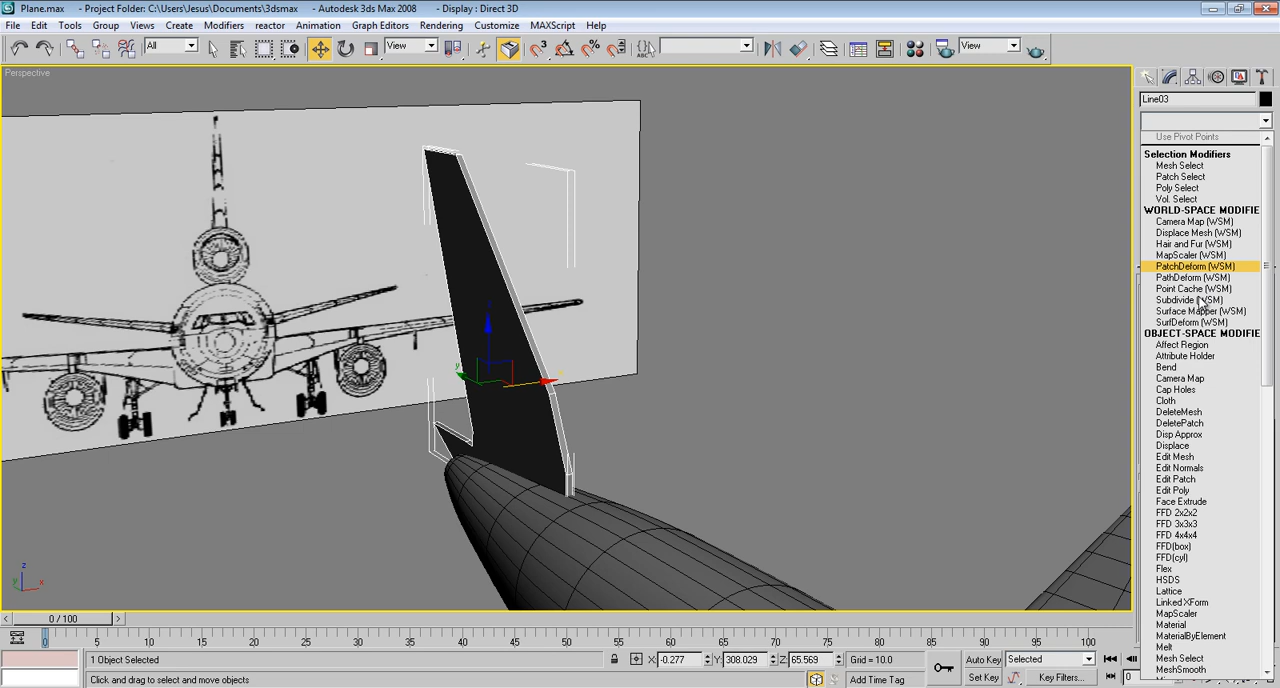 Plane.max - Project Folder: C:\Users\Jesus\Documents\3dsmax - Autodesk 3ds Max 2008 - Display : Direct 3D
File Edit Tools Group Views Create Modifiers reactor Animation Graph Editors Rendering Customize MAXScript Help
All View View
Perspective
Line03
Use Pivot Points
Selection Modifiers
Mesh Select
Patch Select
Poly Select
Vol. Select
WORLD-SPACE MODIFIE
Camera Map (WSM)
Displace Mesh (WSM)
Hair and Fur (WSM)
MapScaler (WSM)
PatchDeform (WSM)
PathDeform (WSM)
Point Cache (WSM)
Subdivide (WSM)
Surface Mapper (WSM)
SurfDeform (WSM)
OBJECT-SPACE MODIFIE
Affect Region
Attribute Holder
Bend
Camera Map
Cap Holes
Cloth
DeleteMesh
DeletePatch
Disp Approx
Displace
Edit Mesh
Edit Normals
Edit Patch
Edit Poly
Face Extrude
FFD 2x2x2
FFD 3x3x3
FFD 4x4x4
FFD(box)
FFD(cyl)
Flex
HSDS
Lattice
Linked XForm
MapScaler
Material
MaterialByElement
Melt
Mesh Select
MeshSmooth
y
z
y x
0 / 100
0 5 10 15 20 25 30 35 40 45 50 55 60 65 70 75 80 85 90 95 100
1 Object Selected X: -0.277 Y: 308.029 Z: 65.569 Grid = 10.0 Auto Key Selected
Click and drag to select and move objects Add Time Tag Set Key Key Filters... 0